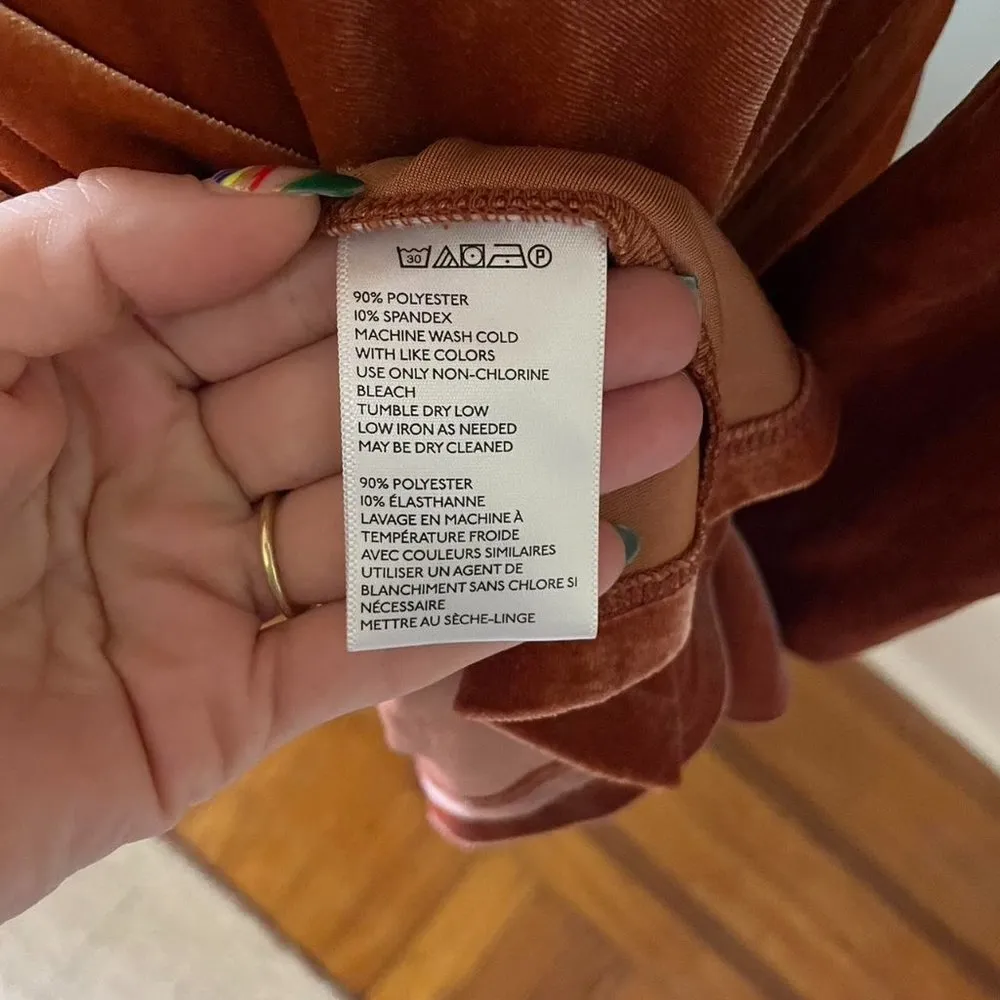 30 P
90% POLYESTER
10% SPANDEX
MACHINE WASH COLD
WITH LIKE COLORS
USE ONLY NON-CHLORINE
BLEACH
TUMBLE DRY LOW
LOW IRON AS NEEDED
MAY BE DRY CLEANED
90% POLYESTER
10% ÉLASTHANNE
LAVAGE EN MACHINE À
TEMPÉRATURE FROIDE
AVEC COULEURS SIMILAIRES
UTILISER UN AGENT DE
BLANCHIMENT SANS CHLORE SI
NÉCESSAIRE
METTRE AU SÈCHE-LINGE